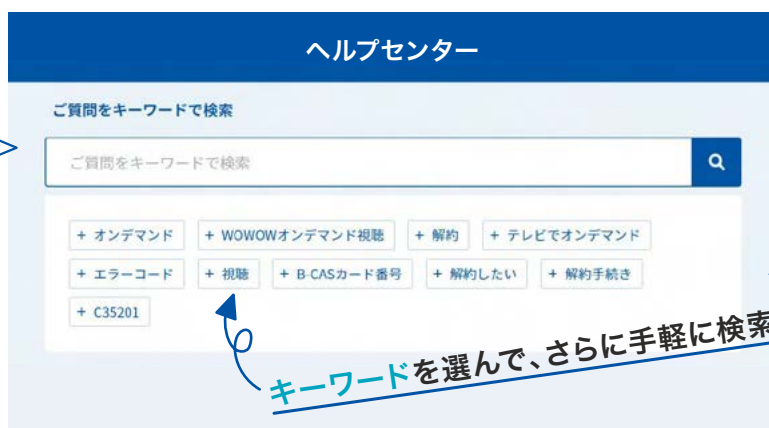 ヘルプセンター
ご質問をキーワードで検索
ご質問をキーワードで検索
+ オンデマンド + WOWOWオンデマンド視聴 + 解約 + テレビでオンデマンド
+ エラーコード + 視聴 + B-CASカード番号 + 解約したい + 解約手続き
+ C35201
キーワードを選んで、さらに手軽に検索